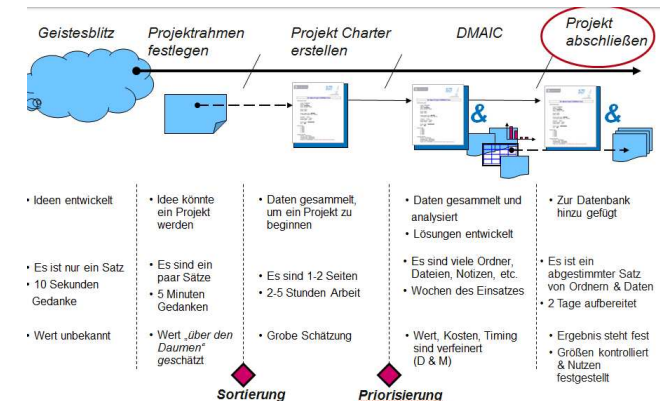 Geistesblitz
Projektrahmen
festlegen
Projekt Charter
erstellen
DMAIC
Projekt
abschließen
&
&
• Ideen entwickelt
• Es ist nur ein Satz
• 10 Sekunden
Gedanke
• Wert unbekannt
• Idee könnte
ein Projekt
werden
• Es sind ein
paar Sätze
• 5 Minuten
Gedanken
• Wert „über den
Daumen“
geschätzt
• Daten gesammelt,
um ein Projekt zu
beginnen
• Es sind 1-2 Seiten
• 2-5 Stunden Arbeit
• Grobe Schätzung
• Daten gesammelt und
analysiert
• Lösungen entwickelt
• Es sind viele Ordner,
Dateien, Notizen, etc.
• Wochen des Einsatzes
• Wert, Kosten, Timing
sind verfeinert
(D & M)
• Zur Datenbank
hinzu gefügt
• Es ist ein
abgestimmter Satz
von Ordnern & Daten
• 2 Tage aufbereitet
• Ergebnis steht fest
• Größen kontrolliert
& Nutzen
festgestellt
Sortierung
Priorisierung